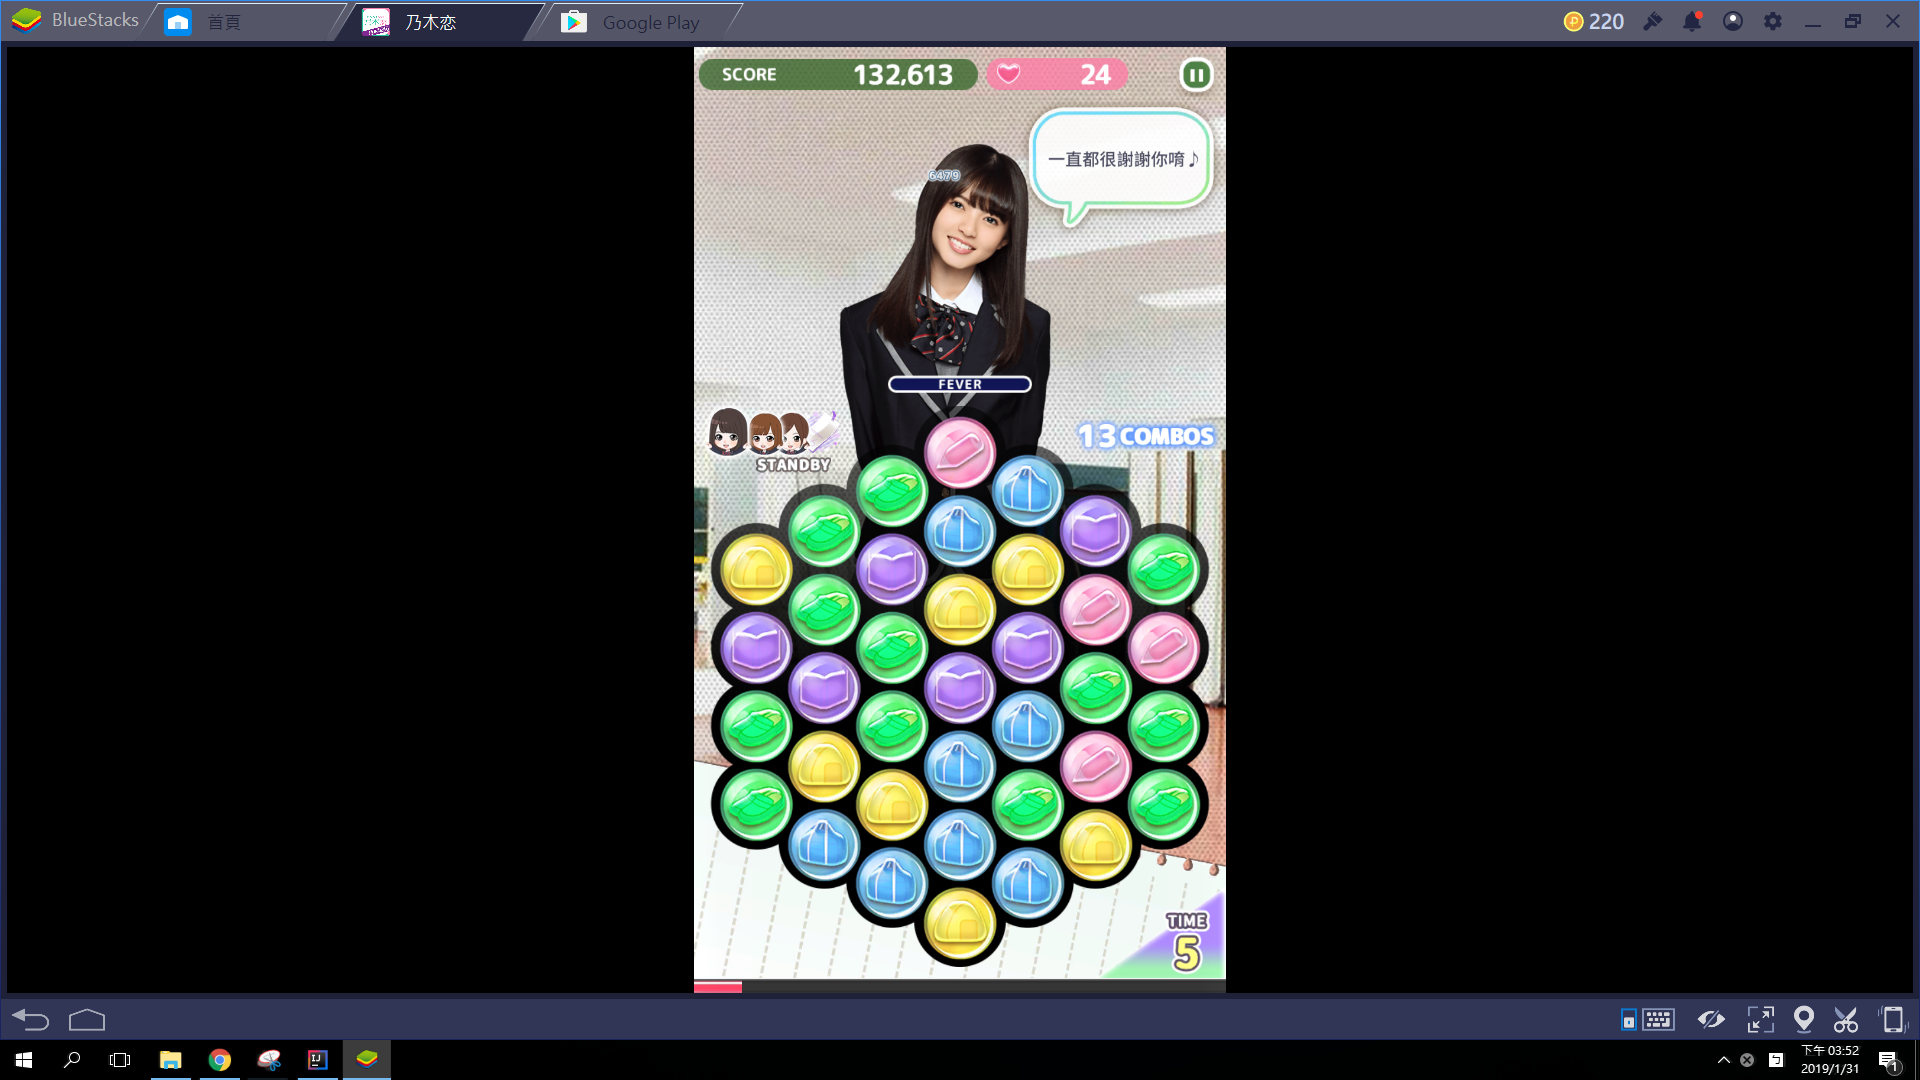 BlueStacks
首頁
乃木恋
Google Play
220
SCORE 132,613
24
一直都很謝謝你唷♪
6479
FEVER
13 COMBOS
STANDBY
TIME
5
下午 03:52
2019/1/31
1